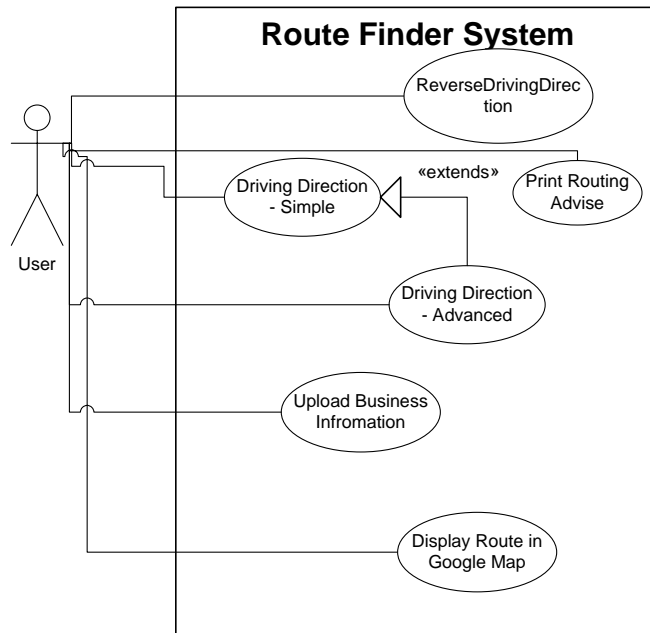 Route Finder System
ReverseDrivingDirec
tion
«extends»
Print Routing
Advise
Driving Direction
- Simple
User
Driving Direction
- Advanced
Upload Business
Infromation
Display Route in
Google Map